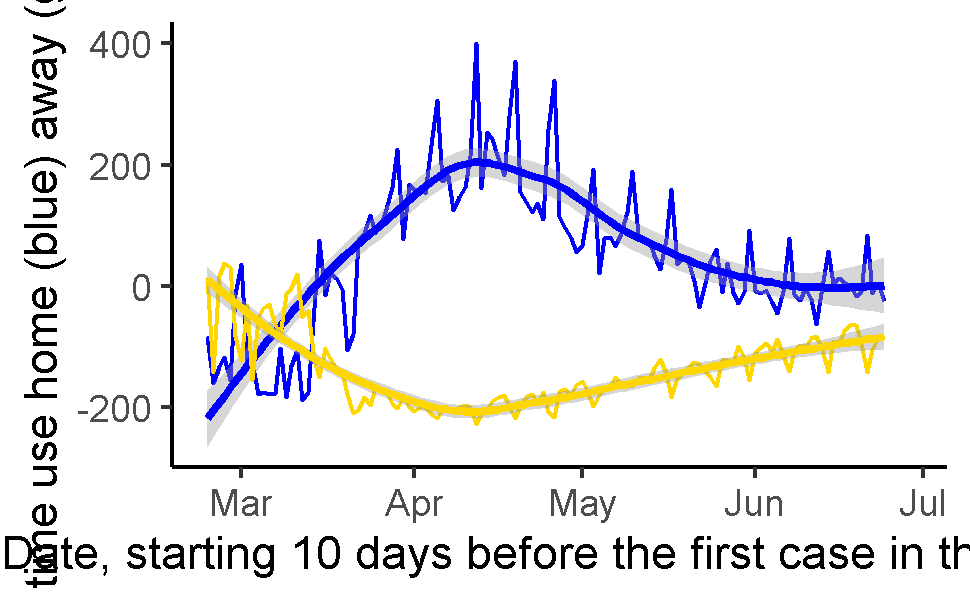 time use home (blue) away (
400
200
0
-200
Mar Apr May Jun Jul
Date, starting 10 days before the first case in th